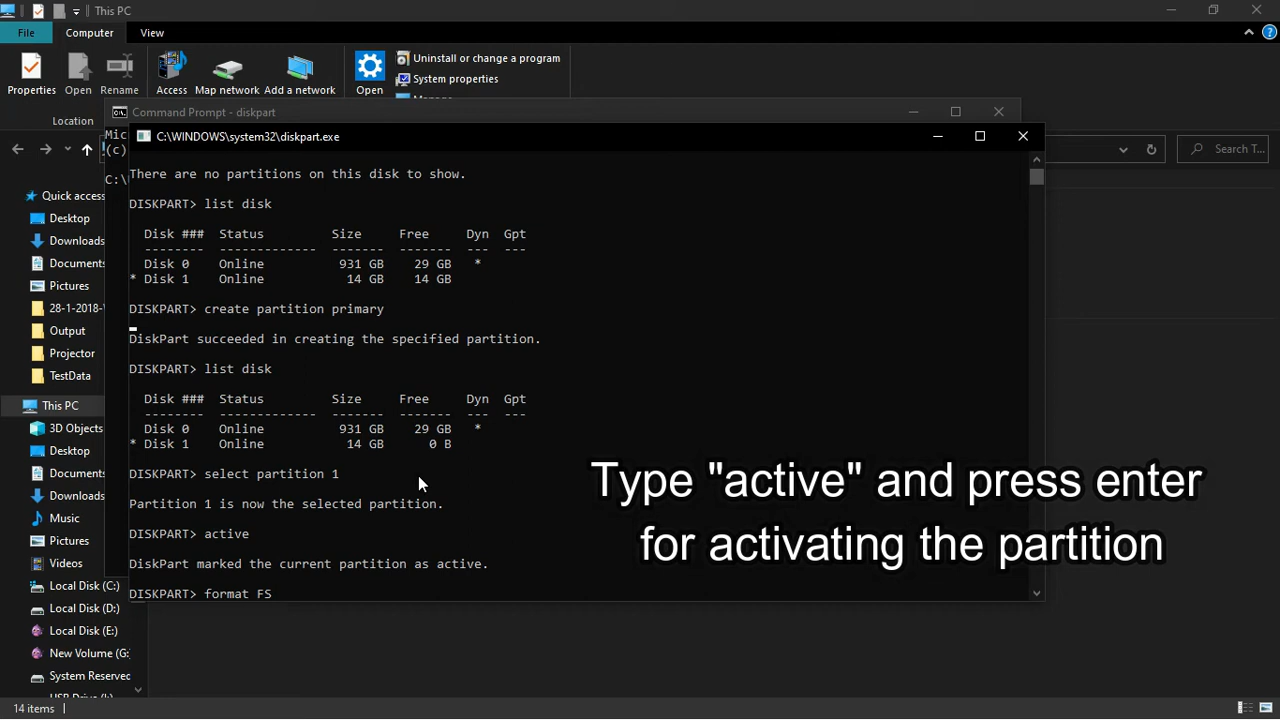 This PC
File
Computer
View
Properties
Open
Rename
Access
Map network
Add a network
Open
Uninstall or change a program
System properties
Location
Command Prompt - diskpart
Mic
(c)
C:\
C:\WINDOWS\system32\diskpart.exe
Search T...
There are no partitions on this disk to show.
DISKPART> list disk
Disk ### Status Size Free Dyn Gpt
-------- ------------- ------- ------- --- ---
Disk 0 Online 931 GB 29 GB *
* Disk 1 Online 14 GB 14 GB
DISKPART> create partition primary
DiskPart succeeded in creating the specified partition.
DISKPART> list disk
Disk ### Status Size Free Dyn Gpt
-------- ------------- ------- ------- --- ---
Disk 0 Online 931 GB 29 GB *
* Disk 1 Online 14 GB 0 B
DISKPART> select partition 1
Partition 1 is now the selected partition.
DISKPART> active
DiskPart marked the current partition as active.
DISKPART> format FS
Type "active" and press enter
for activating the partition
Quick access
Desktop
Downloads
Documents
Pictures
28-1-2018-
Output
Projector
TestData
This PC
3D Objects
Desktop
Documents
Downloads
Music
Pictures
Videos
Local Disk (C:)
Local Disk (D:)
Local Disk (E:)
New Volume (G:
System Reserved
14 items